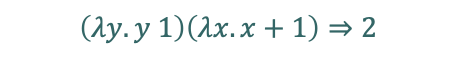 (λy. y 1)(λx. x + 1) ⇒ 2